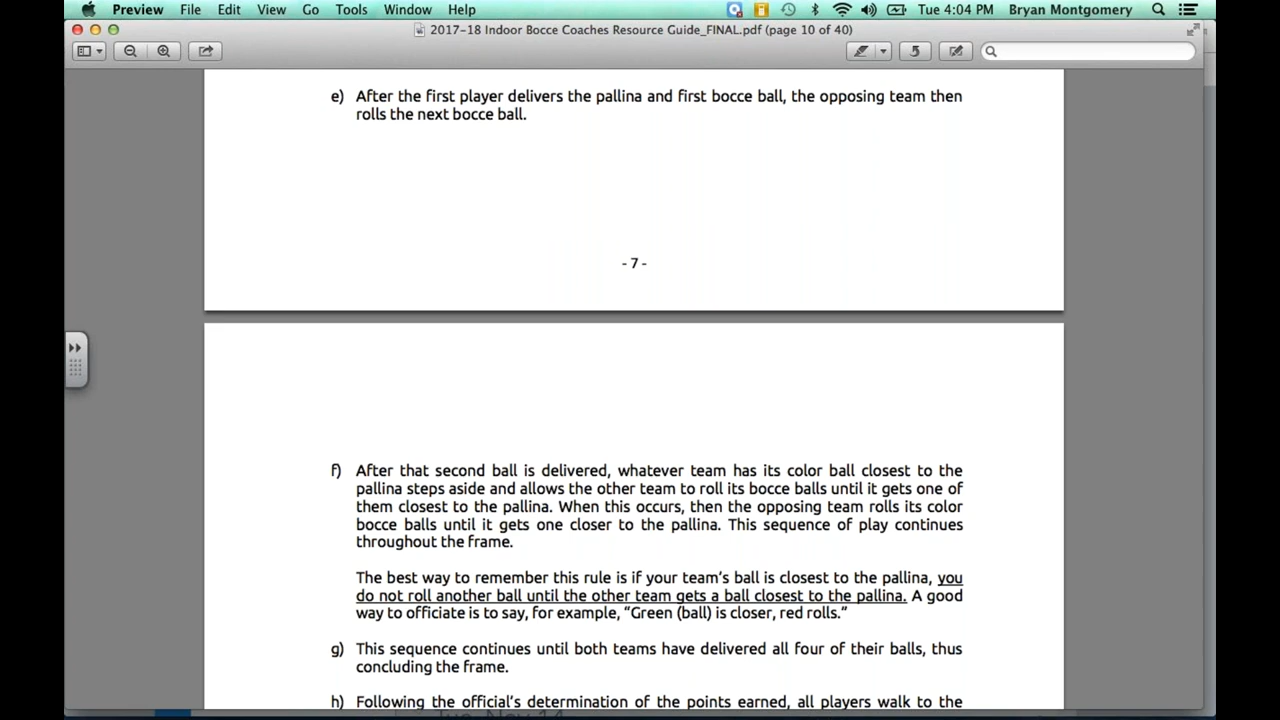 Preview File Edit View Go Tools Window Help Tue 4:04 PM Bryan Montgomery
2017-18 Indoor Bocce Coaches Resource Guide_FINAL.pdf (page 10 of 40)
e) After the first player delivers the pallina and first bocce ball, the opposing team then
rolls the next bocce ball.
- 7 -
f) After that second ball is delivered, whatever team has its color ball closest to the
pallina steps aside and allows the other team to roll its bocce balls until it gets one of
them closest to the pallina. When this occurs, then the opposing team rolls its color
bocce balls until it gets one closer to the pallina. This sequence of play continues
throughout the frame.
The best way to remember this rule is if your team's ball is closest to the pallina, you
do not roll another ball until the other team gets a ball closest to the pallina. A good
way to officiate is to say, for example, "Green (ball) is closer, red rolls."
g) This sequence continues until both teams have delivered all four of their balls, thus
concluding the frame.
h) Following the official's determination of the points earned, all players walk to the
Tue, Nov 14